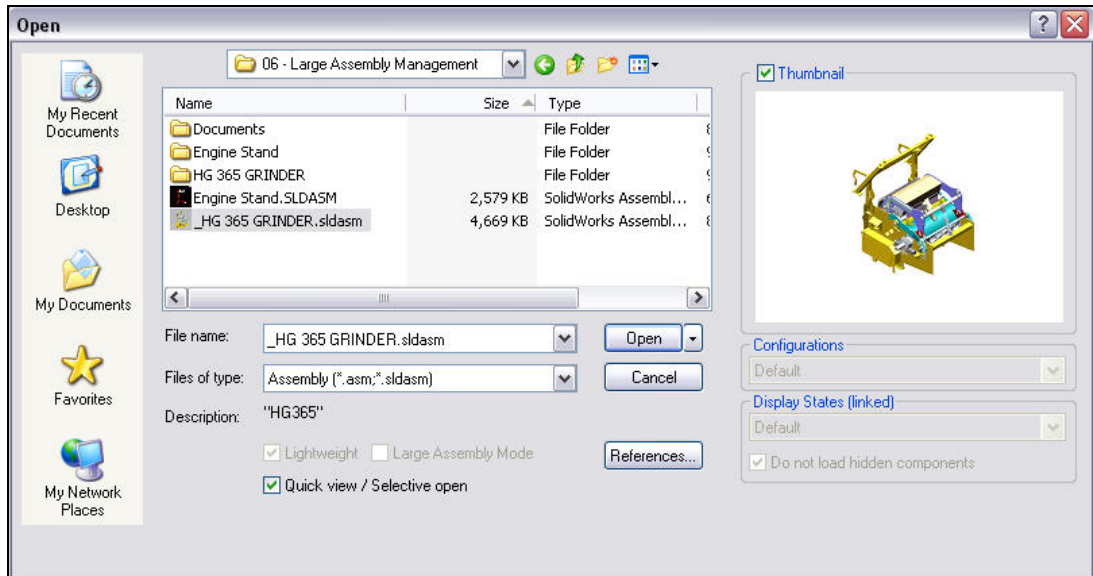 Open
My Recent
Documents
Desktop
My Documents
Favorites
My Network
Places
06 - Large Assembly Management
Name Size Type
Documents File Folder
Engine Stand File Folder
HG 365 GRINDER File Folder
Engine Stand.SLDASM 2,579 KB SolidWorks Assembl...
_HG 365 GRINDER.sldasm 4,669 KB SolidWorks Assembl...
File name: _HG 365 GRINDER.sldasm Open
Files of type: Assembly (*.asm;*.sldasm) Cancel
Description: "HG365"
Lightweight Large Assembly Mode References...
Quick view / Selective open
Thumbnail
Configurations
Default
Display States (linked)
Default
Do not load hidden components